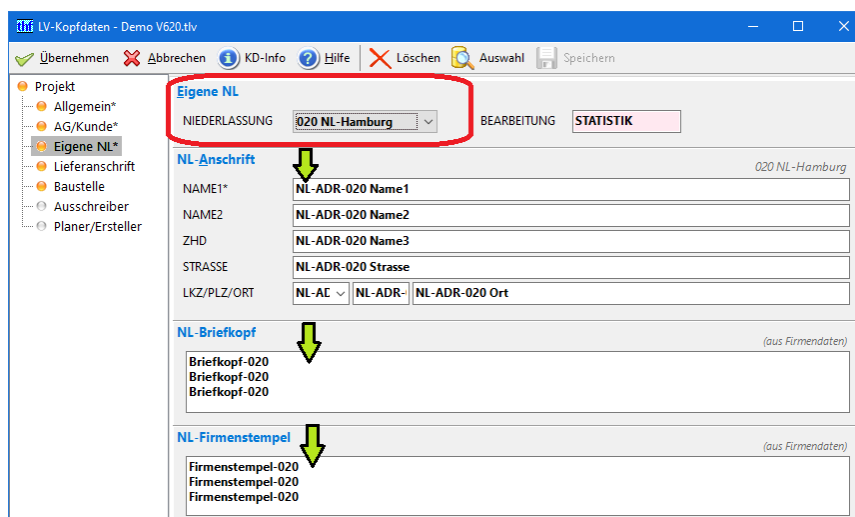 LV-Kopfdaten - Demo V620.tlv
Übernehmen Abbrechen KD-Info Hilfe Löschen Auswahl Speichern
Projekt
Allgemein*
AG/Kunde*
Eigene NL*
Lieferanschrift
Baustelle
Ausschreiber
Planer/Ersteller
Eigene NL
NIEDERLASSUNG 020 NL-Hamburg BEARBEITUNG STATISTIK
NL-Anschrift 020 NL-Hamburg
NAME1* NL-ADR-020 Name1
NAME2 NL-ADR-020 Name2
ZHD NL-ADR-020 Name3
STRASSE NL-ADR-020 Strasse
LKZ/PLZ/ORT NL-AD NL-ADR- NL-ADR-020 Ort
NL-Briefkopf (aus Firmendaten)
Briefkopf-020
Briefkopf-020
Briefkopf-020
NL-Firmenstempel (aus Firmendaten)
Firmenstempel-020
Firmenstempel-020
Firmenstempel-020